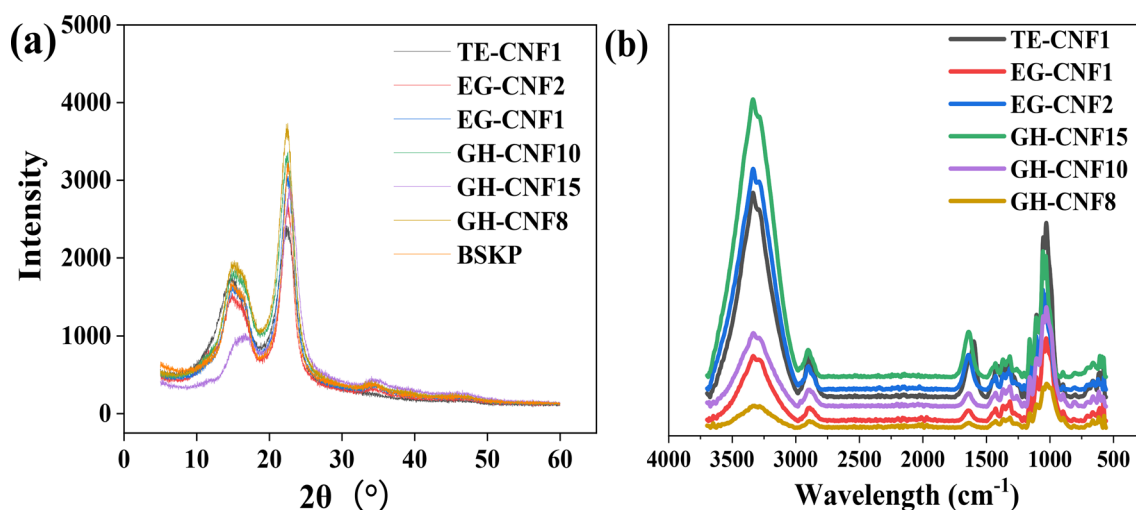 (a)
5000
4000
3000
2000
1000
0
Intensity
TE-CNF1
EG-CNF2
EG-CNF1
GH-CNF10
GH-CNF15
GH-CNF8
BSKP
0 10 20 30 40 50 60
2θ (°)
(b)
TE-CNF1
EG-CNF1
EG-CNF2
GH-CNF15
GH-CNF10
GH-CNF8
4000 3500 3000 2500 2000 1500 1000 500
Wavelength (cm⁻¹)